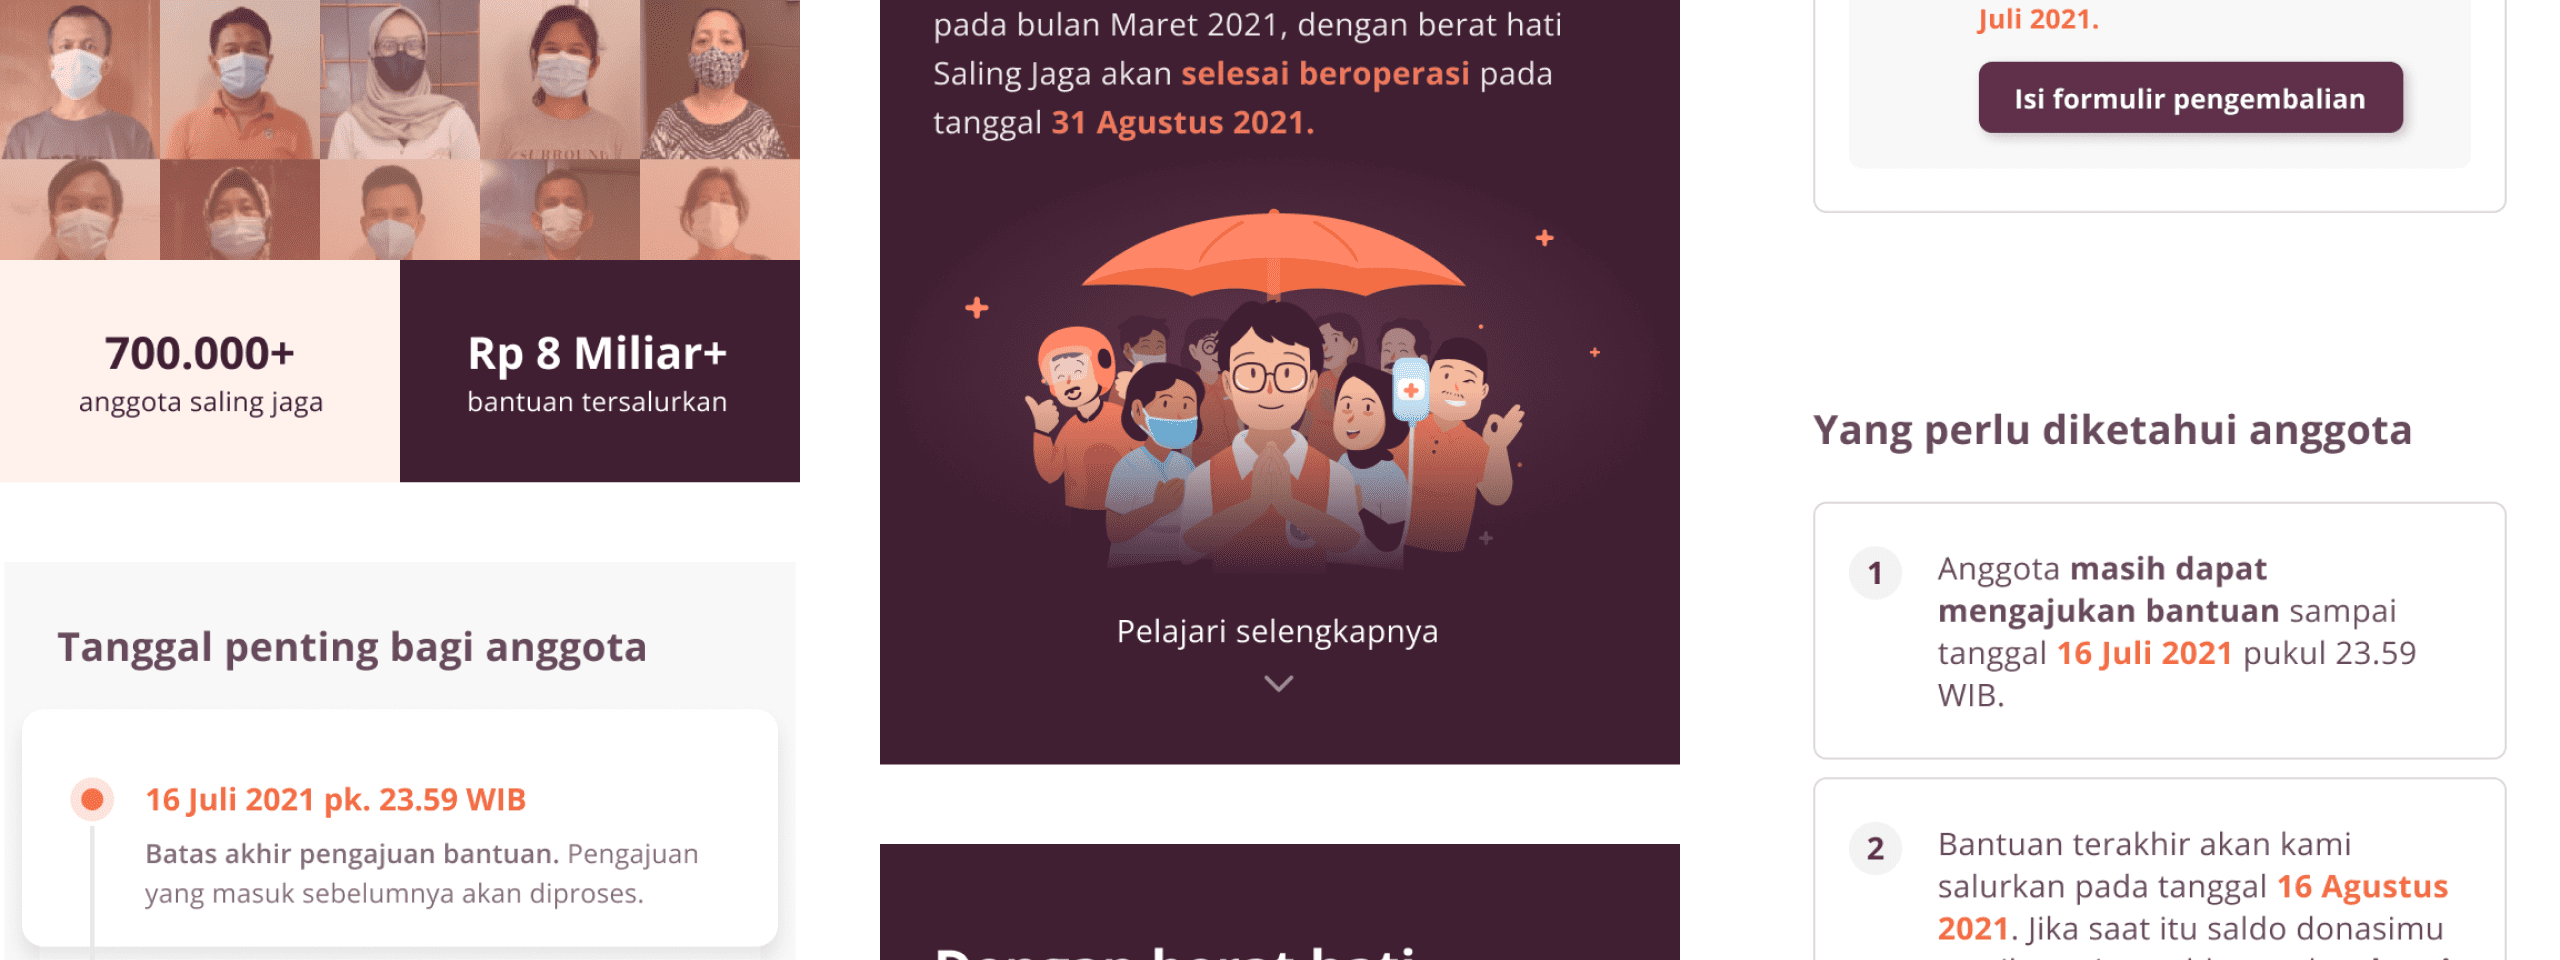 SURROUND
700.000+
anggota saling jaga
Rp 8 Miliar+
bantuan tersalurkan
Tanggal penting bagi anggota
16 Juli 2021 pk. 23.59 WIB
Batas akhir pengajuan bantuan. Pengajuan
yang masuk sebelumnya akan diproses.
pada bulan Maret 2021, dengan berat hati
Saling Jaga akan selesai beroperasi pada
tanggal 31 Agustus 2021.
Pelajari selengkapnya
Dengan berat hati
Juli 2021.
Isi formulir pengembalian
Yang perlu diketahui anggota
1
Anggota masih dapat
mengajukan bantuan sampai
tanggal 16 Juli 2021 pukul 23.59
WIB.
2
Bantuan terakhir akan kami
salurkan pada tanggal 16 Agustus
2021. Jika saat itu saldo donasimu